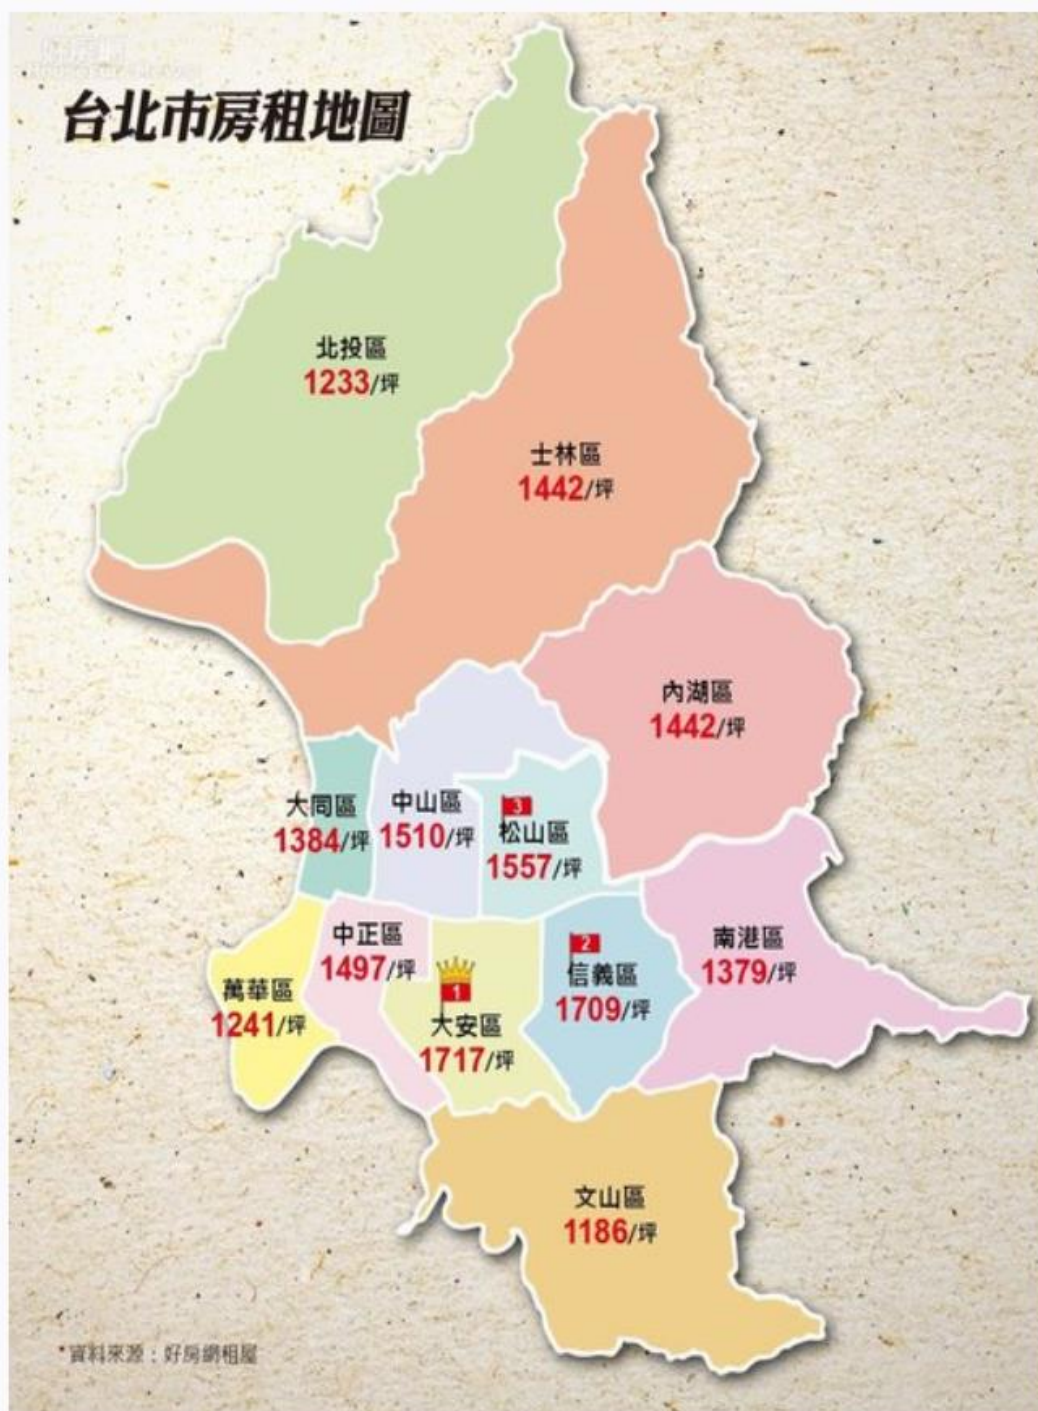 台北市房租地圖
北投區
1233/坪
士林區
1442/坪
內湖區
1442/坪
大同區
1384/坪
中山區
1510/坪
3
松山區
1557/坪
中正區
1497/坪
萬華區
1241/坪
1
大安區
1717/坪
2
信義區
1709/坪
南港區
1379/坪
文山區
1186/坪
*資料來源：好房網租屋